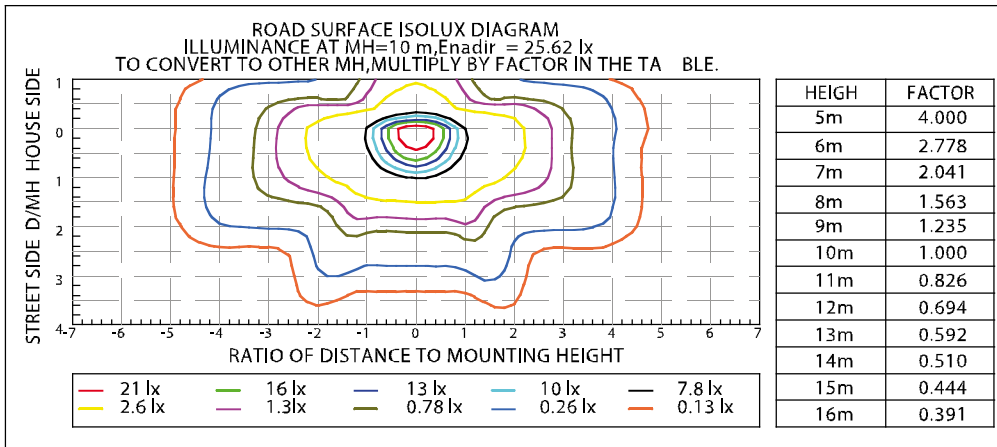 ROAD SURFACE ISOLUX DIAGRAM
ILLUMINANCE AT MH=10 m,Enadir = 25.62 lx
TO CONVERT TO OTHER MH,MULTIPLY BY FACTOR IN THE TA BLE.
STREET SIDE D/MH HOUSE SIDE
1
0
1
2
3
4
-7 -6 -5 -4 -3 -2 -1 0 1 2 3 4 5 6 7
RATIO OF DISTANCE TO MOUNTING HEIGHT
21 lx 16 lx 13 lx 10 lx 7.8 lx
2.6 lx 1.3lx 0.78 lx 0.26 lx 0.13 lx
HEIGH FACTOR
5m 4.000
6m 2.778
7m 2.041
8m 1.563
9m 1.235
10m 1.000
11m 0.826
12m 0.694
13m 0.592
14m 0.510
15m 0.444
16m 0.391